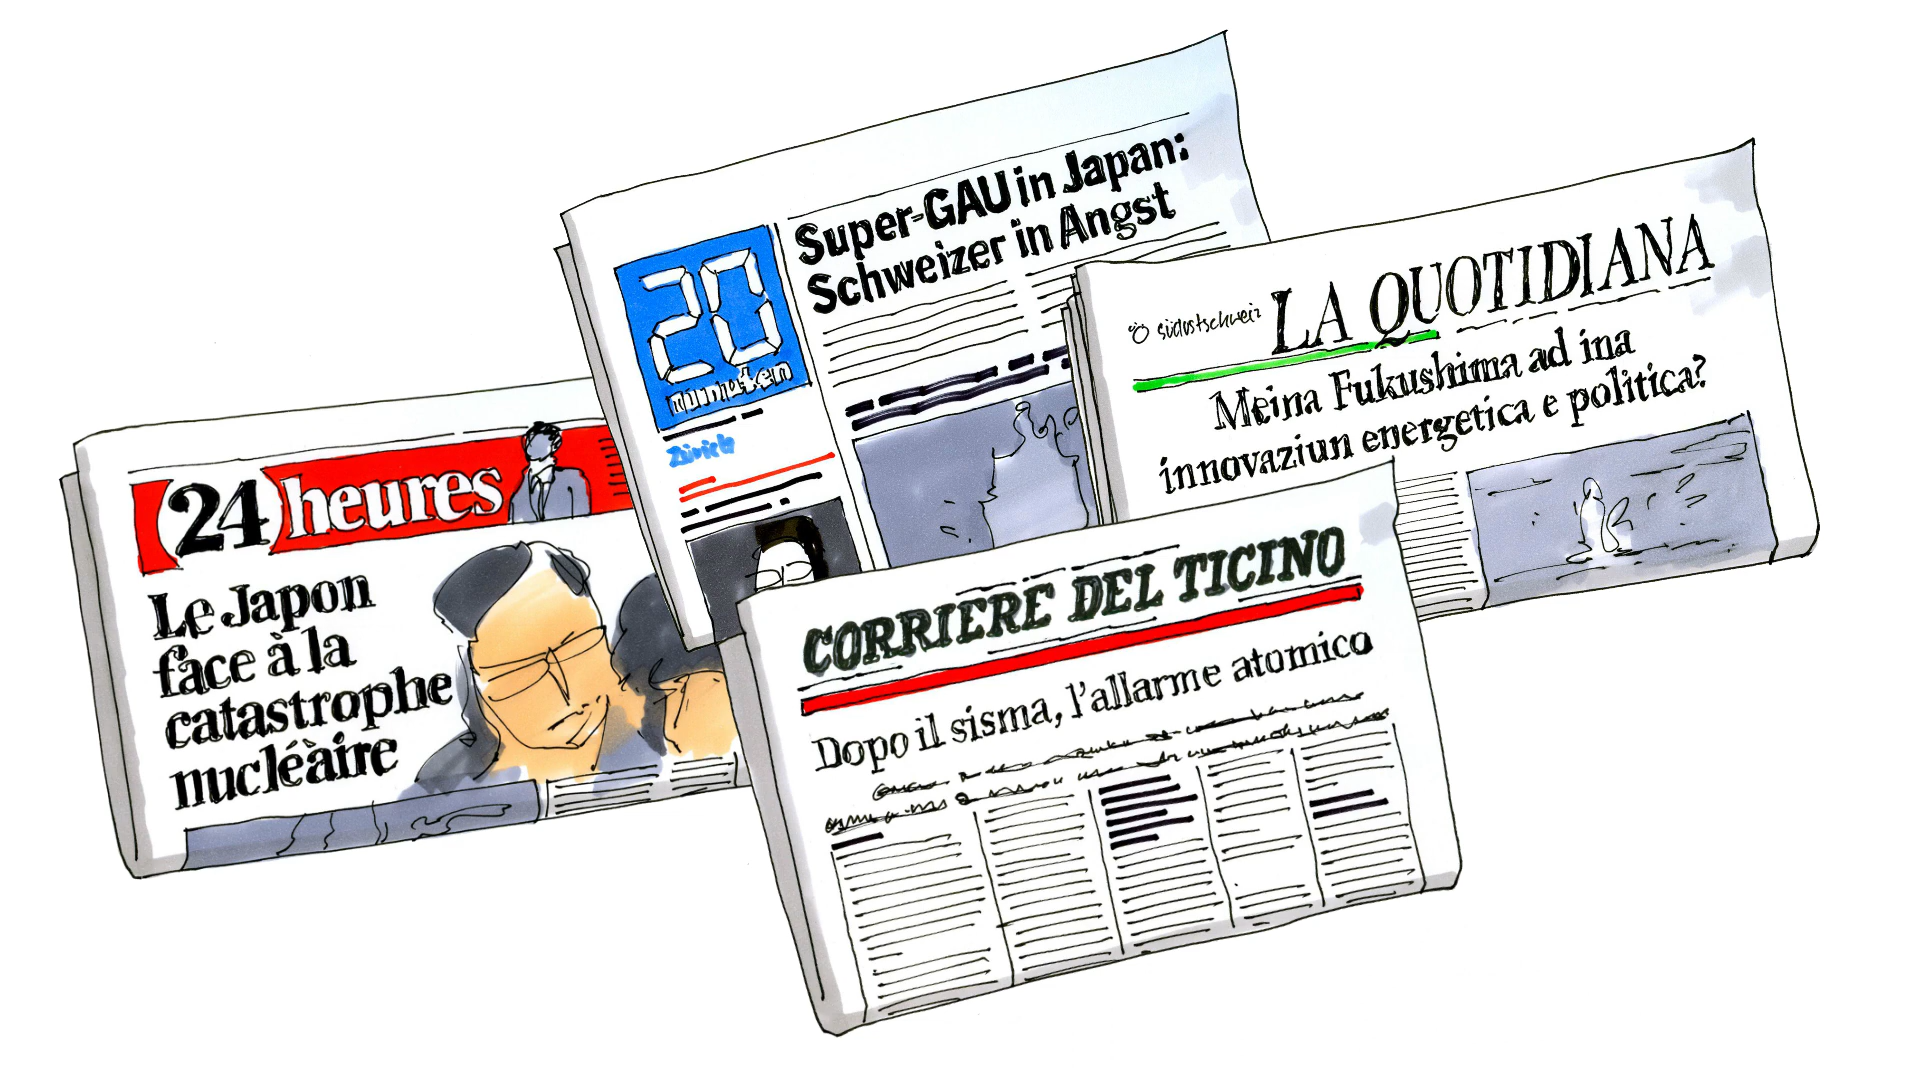 (24)heures
Le Japon
face à la
catastrophe
nucléaire
20
minuten
Zürich
Super-GAU in Japan:
Schweizer in Angst
südostschweiz
LA QUOTIDIANA
Meina Fukushima ad ina
innovaziun energetica e politica?
CORRIERE DEL TICINO
Dopo il sisma, l'allarme atomico